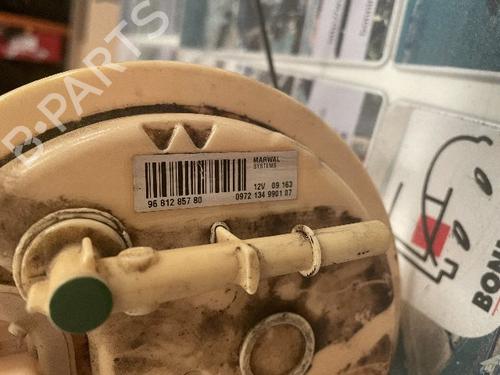 B-PARTS
MARWAL
SYSTEMS
12V 09 163
96 812 857 80
0972 134 9901 07
BON